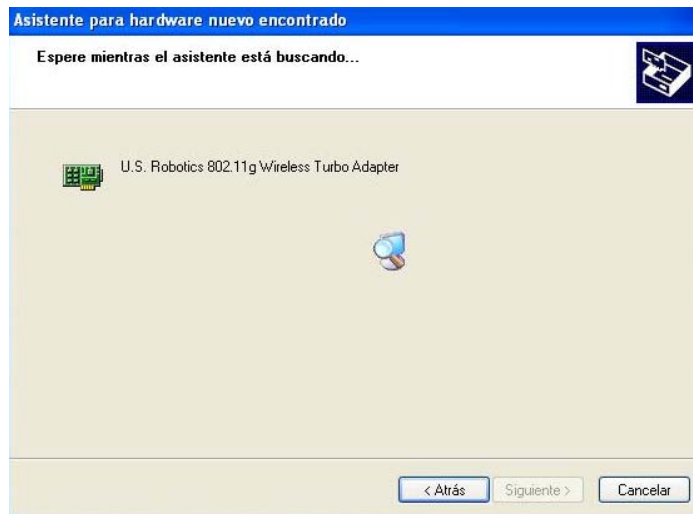 Asistente para hardware nuevo encontrado
Espere mientras el asistente está buscando...
U.S. Robotics 802.11g Wireless Turbo Adapter
< Atrás
Siguiente >
Cancelar